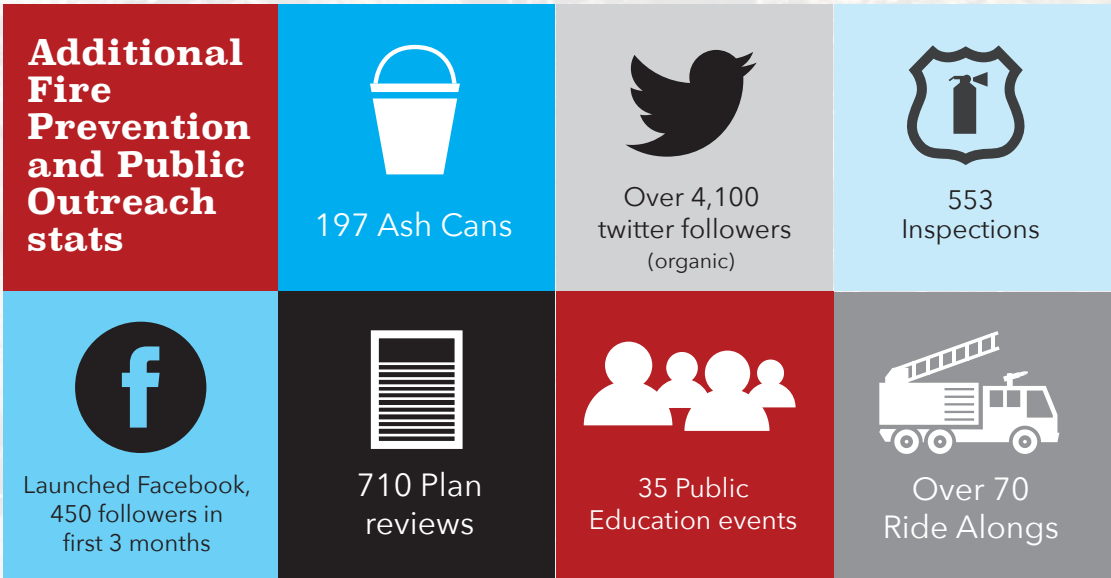 Additional
Fire
Prevention
and Public
Outreach
stats
197 Ash Cans
Over 4,100
twitter followers
(organic)
553
Inspections
Launched Facebook,
450 followers in
first 3 months
710 Plan
reviews
35 Public
Education events
Over 70
Ride Alongs